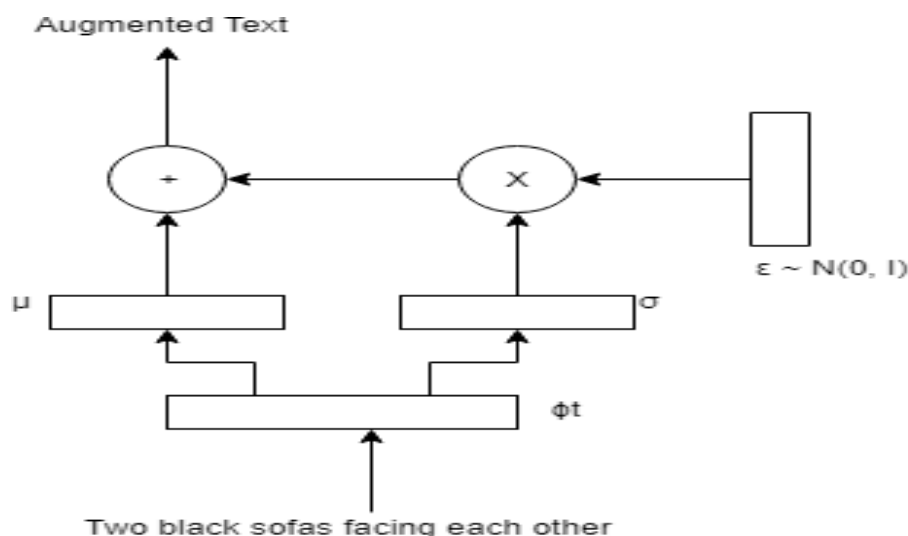 Augmented Text
+
X
ε ~ N(0, I)
μ
σ
ϕt
Two black sofas facing each other